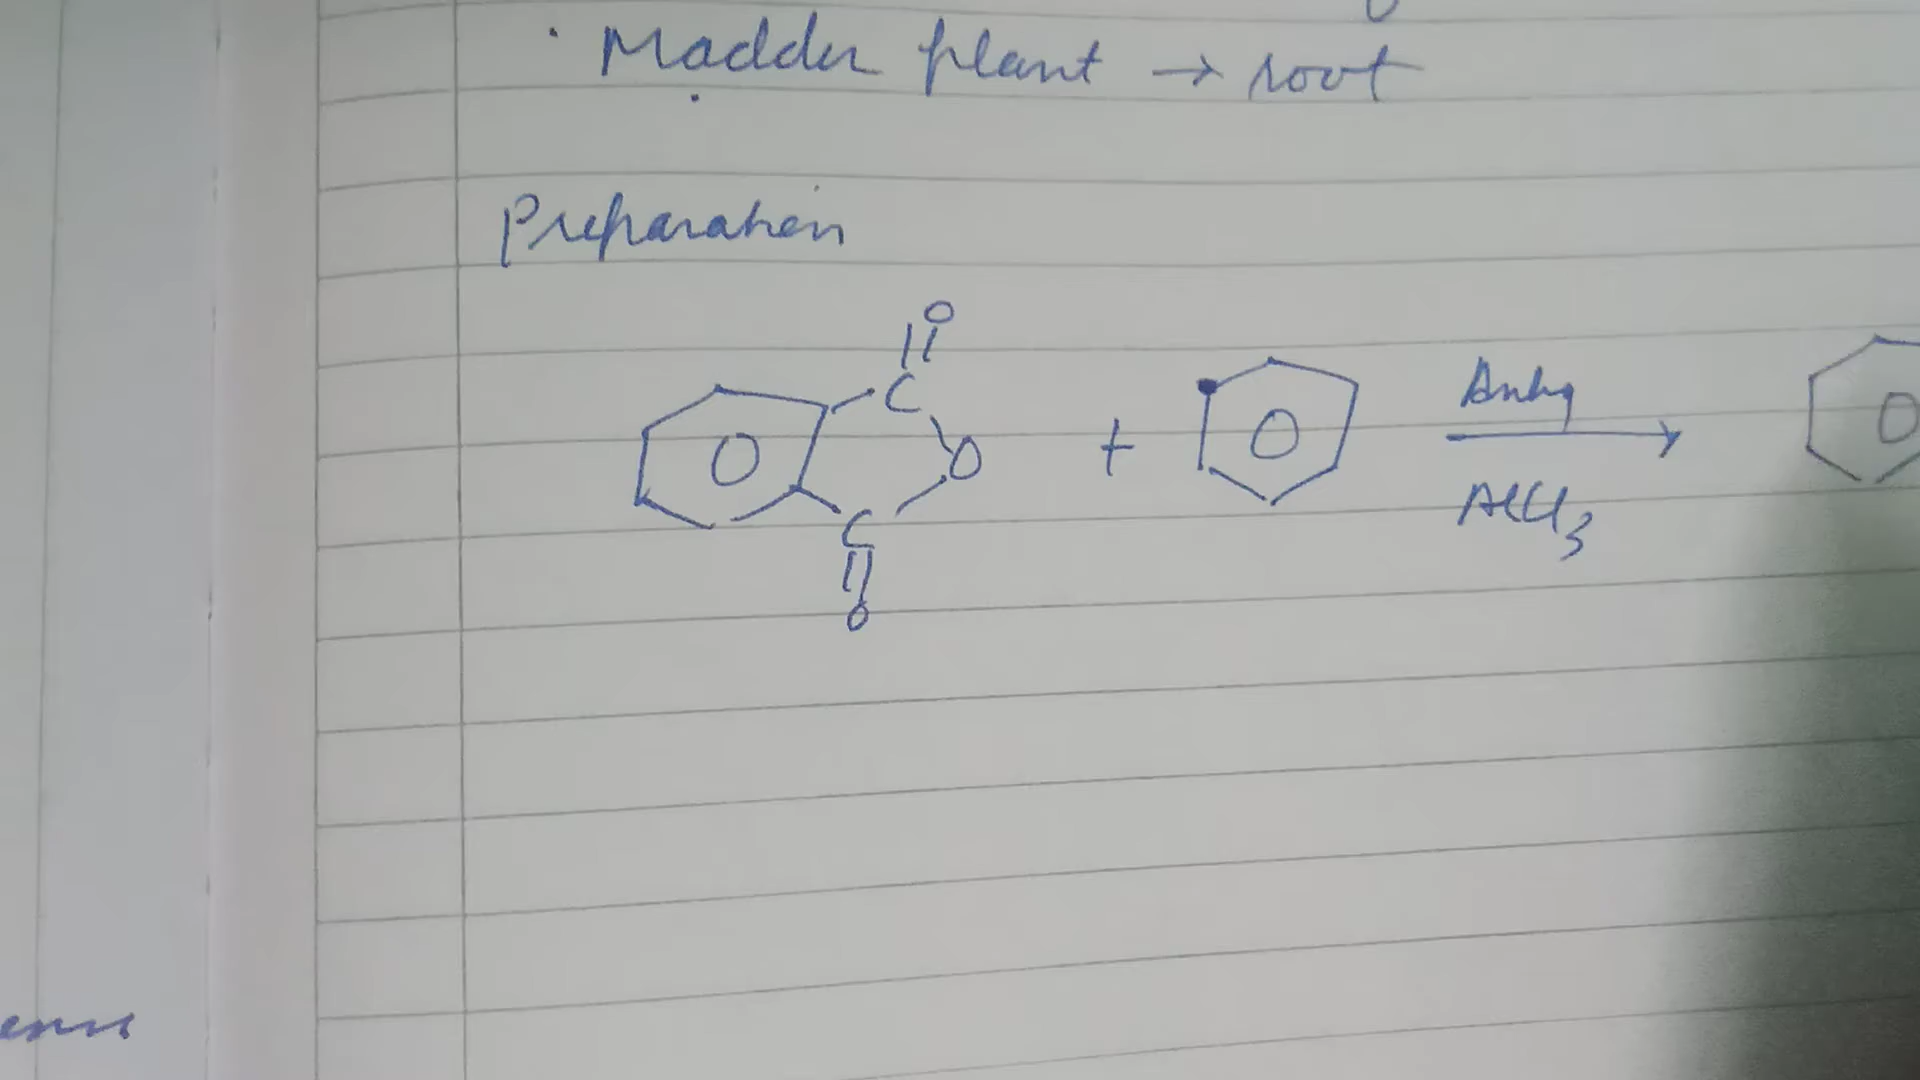 . Madder plant → root
Preparation
O
C
O
+
Anhy
AlCl3
C
O